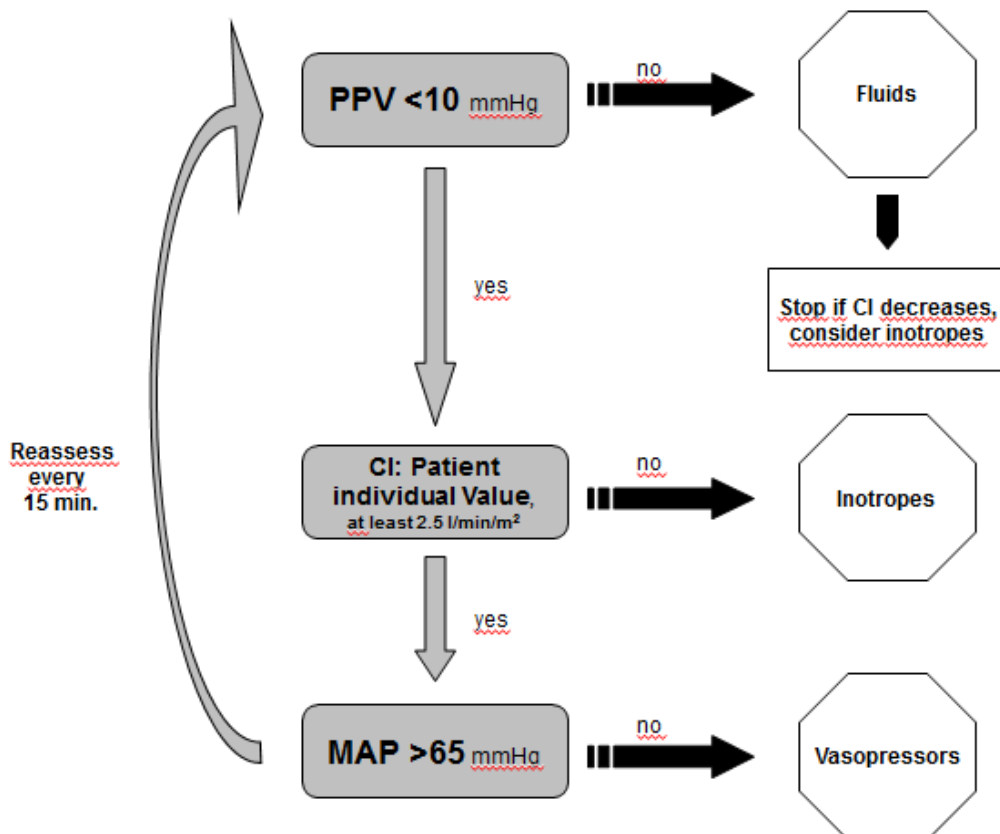 PPV <10 mmHg
no
Fluids
yes
Stop if CI decreases,
consider inotropes
Reassess
every
15 min.
CI: Patient
individual Value,
at least 2.5 l/min/m²
no
Inotropes
yes
MAP >65 mmHg
no
Vasopressors